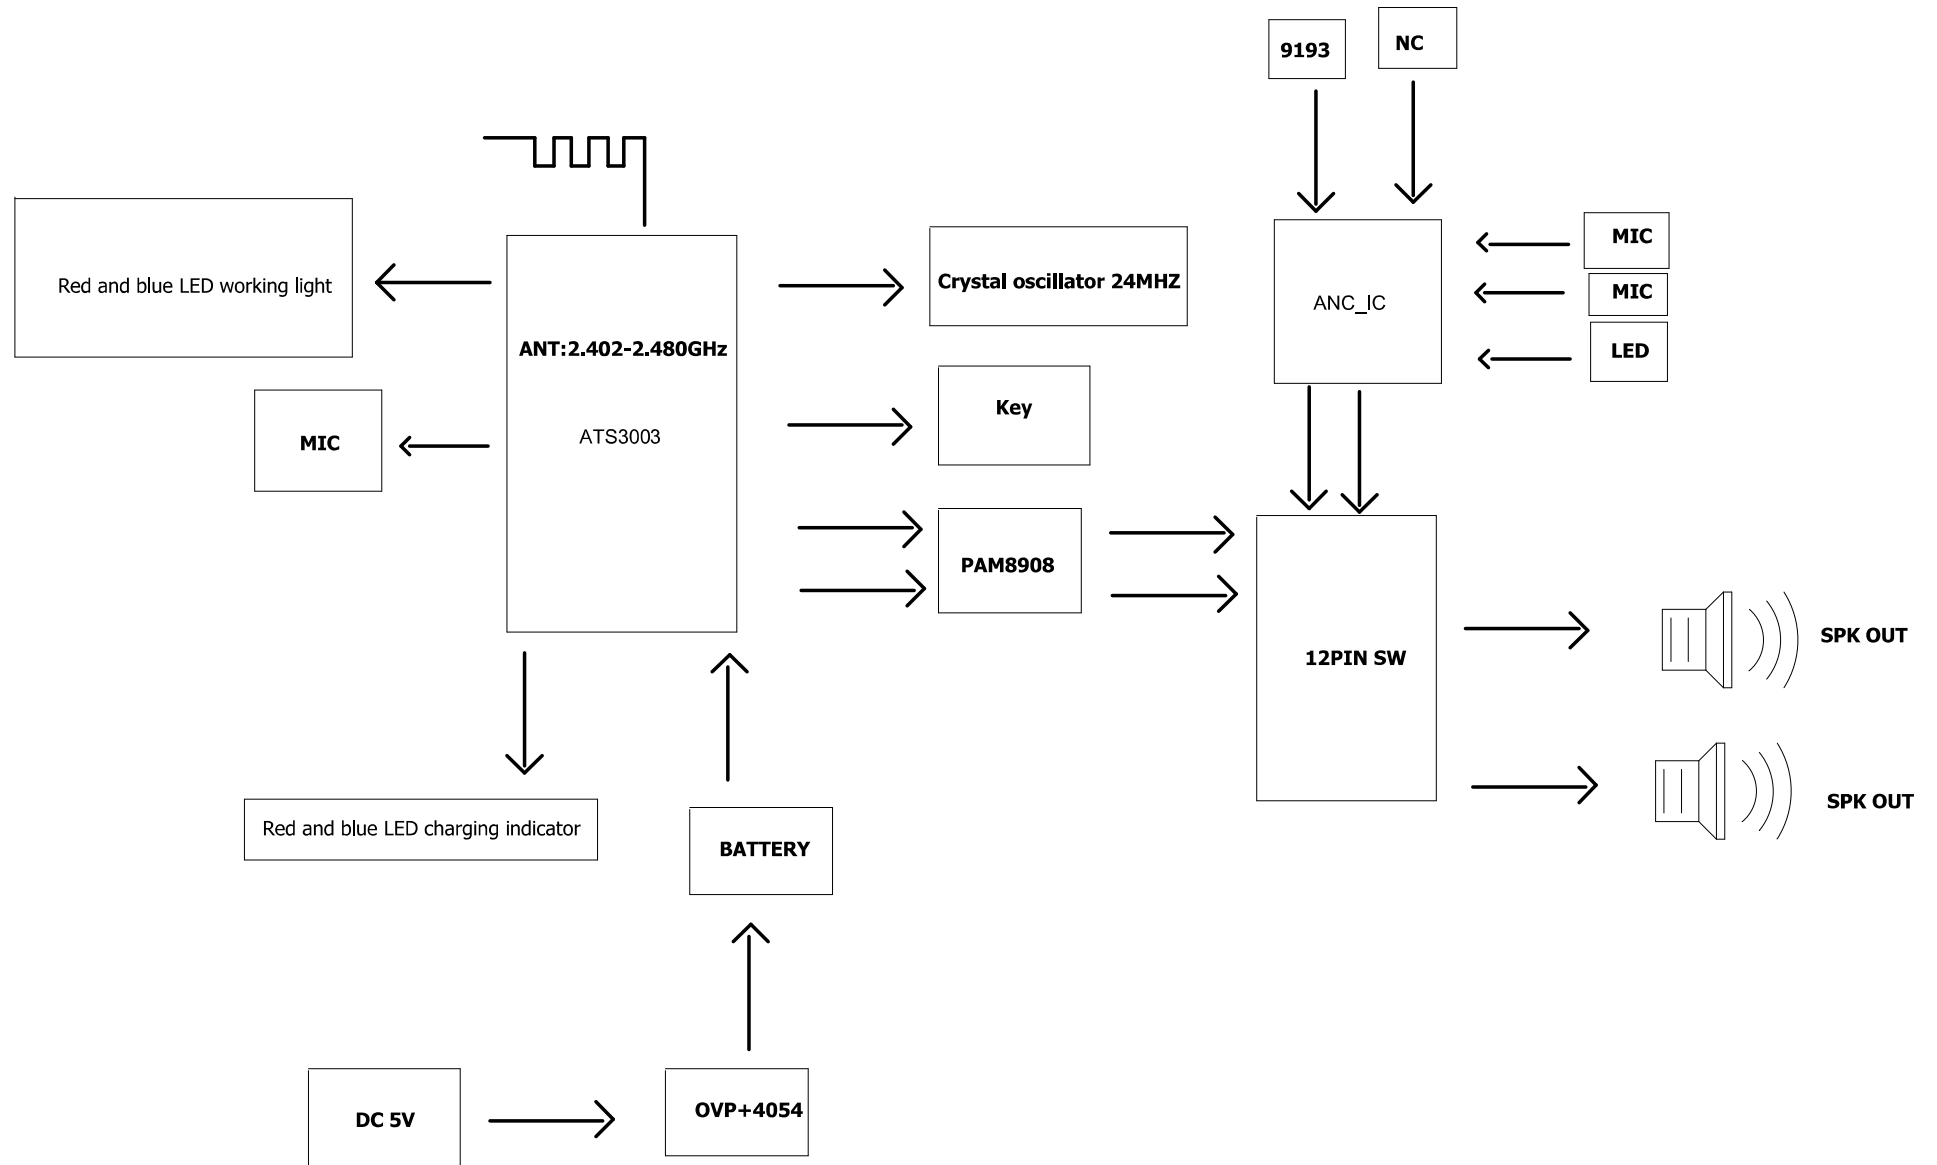 9193
NC
Red and blue LED working light
ANT:2.402-2.480GHz
ATS3003
Crystal oscillator 24MHZ
ANC_IC
MIC
MIC
LED
MIC
Key
PAM8908
12PIN SW
SPK OUT
SPK OUT
Red and blue LED charging indicator
BATTERY
DC 5V
OVP+4054